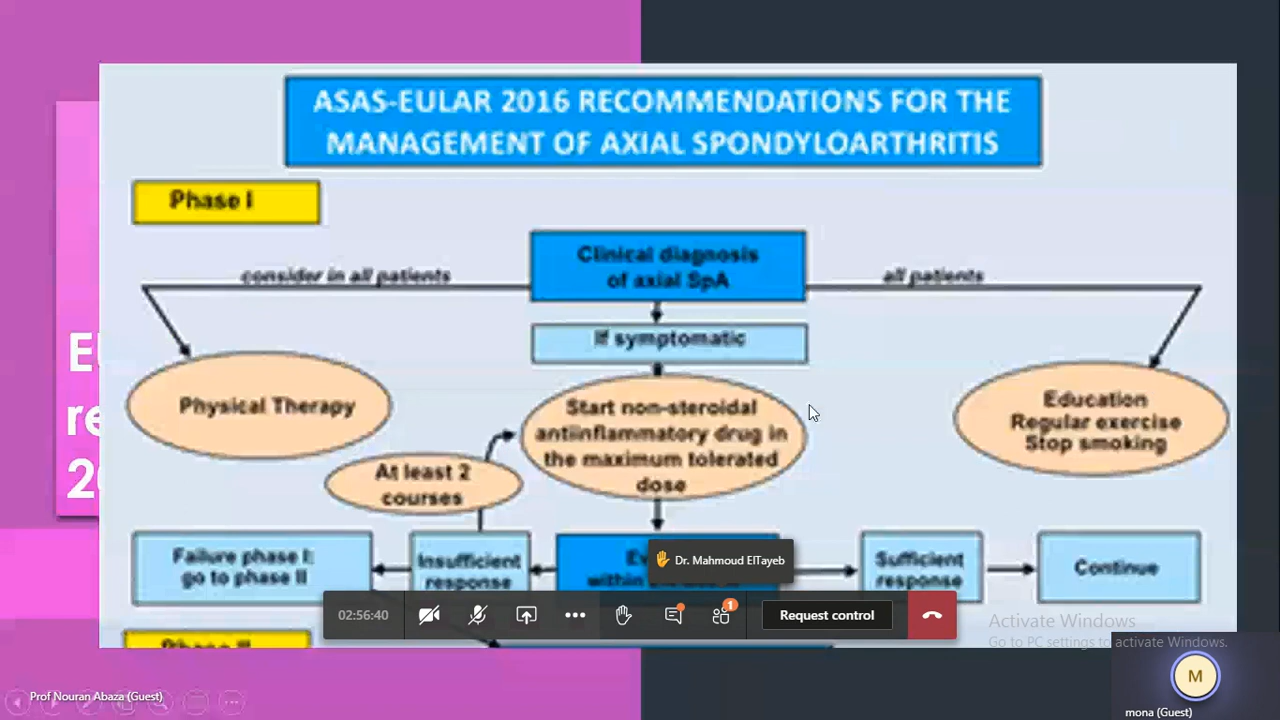 ASAS-EULAR 2016 RECOMMENDATIONS FOR THE
MANAGEMENT OF AXIAL SPONDYLOARTHRITIS
Phase I
Clinical diagnosis
of axial SpA
consider in all patients
all patients
If symptomatic
Physical Therapy
Start non-steroidal
antiinflammatory drug in
the maximum tolerated
dose
Education
Regular exercise
Stop smoking
At least 2
courses
Failure phase I:
go to phase II
Insufficient
response
within
Sufficient
response
Continue
Dr. Mahmoud ElTayeb
02:56:40
1
Request control
Activate Windows
Go to PC settings to activate Windows.
Phase II
Prof Nouran Abaza (Guest)
M
mona (Guest)